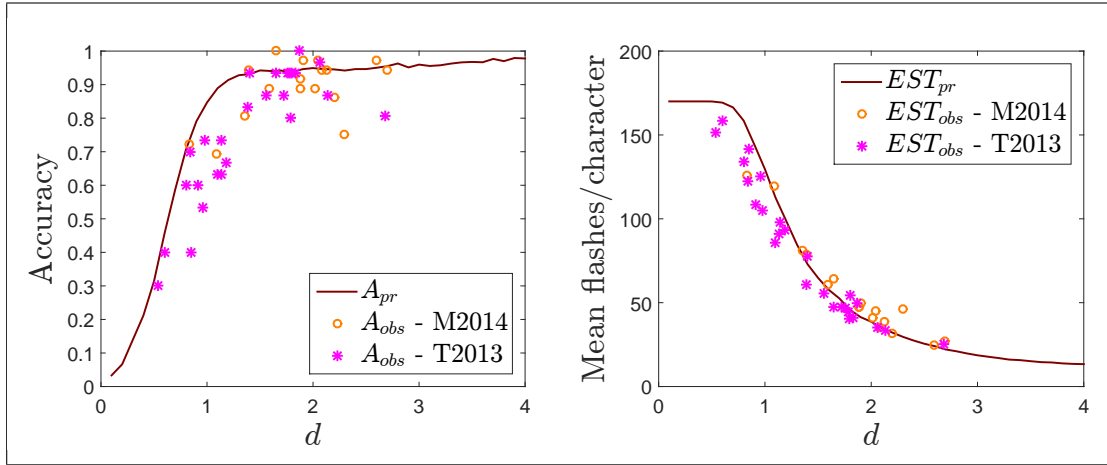 Accuracy
1
0.9
0.8
0.7
0.6
0.5
0.4
0.3
0.2
0.1
0
0 1 2 3 4
d
A_pr
A_obs - M2014
A_obs - T2013
Mean flashes/character
200
150
100
50
0
0 1 2 3 4
d
EST_pr
EST_obs - M2014
EST_obs - T2013